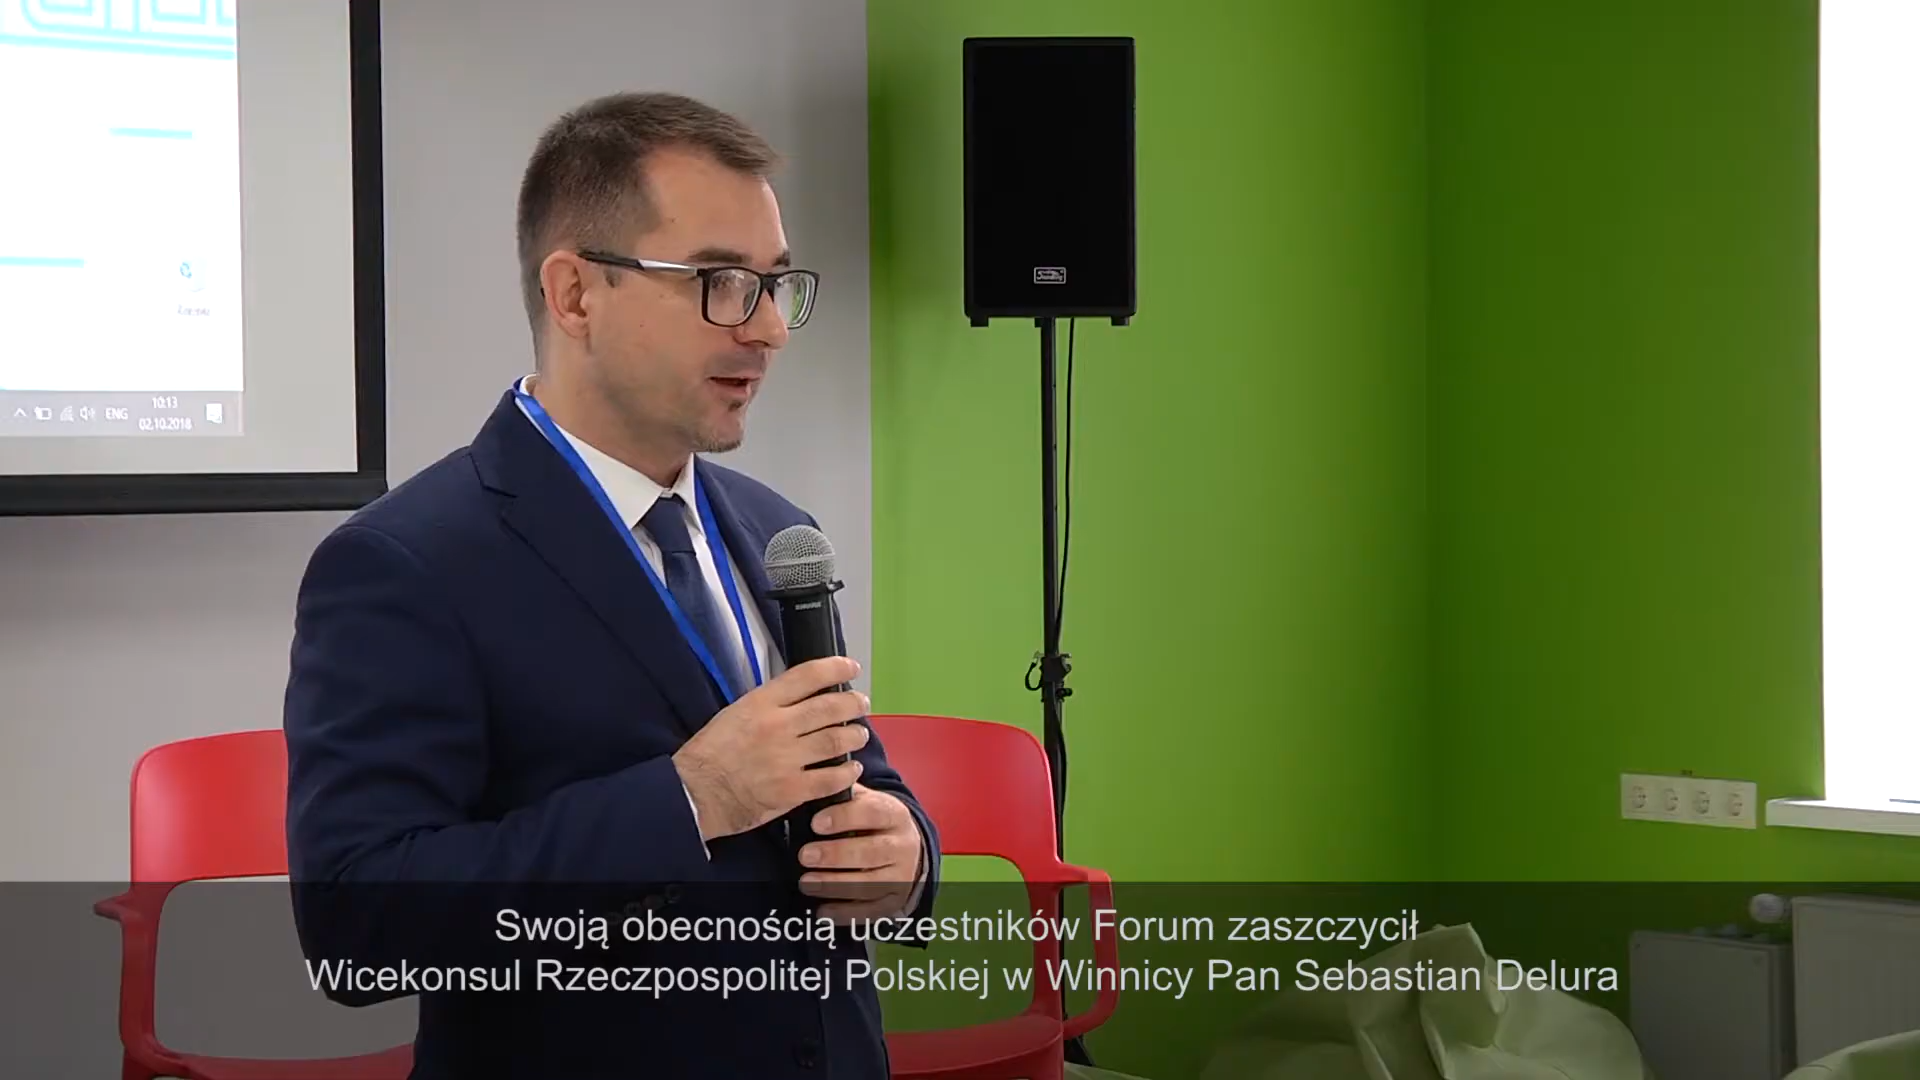 ENG
10:13
02.10.2018
Swoją obecnością uczestników Forum zaszczycił
Wicekonsul Rzeczpospolitej Polskiej w Winnicy Pan Sebastian Delura